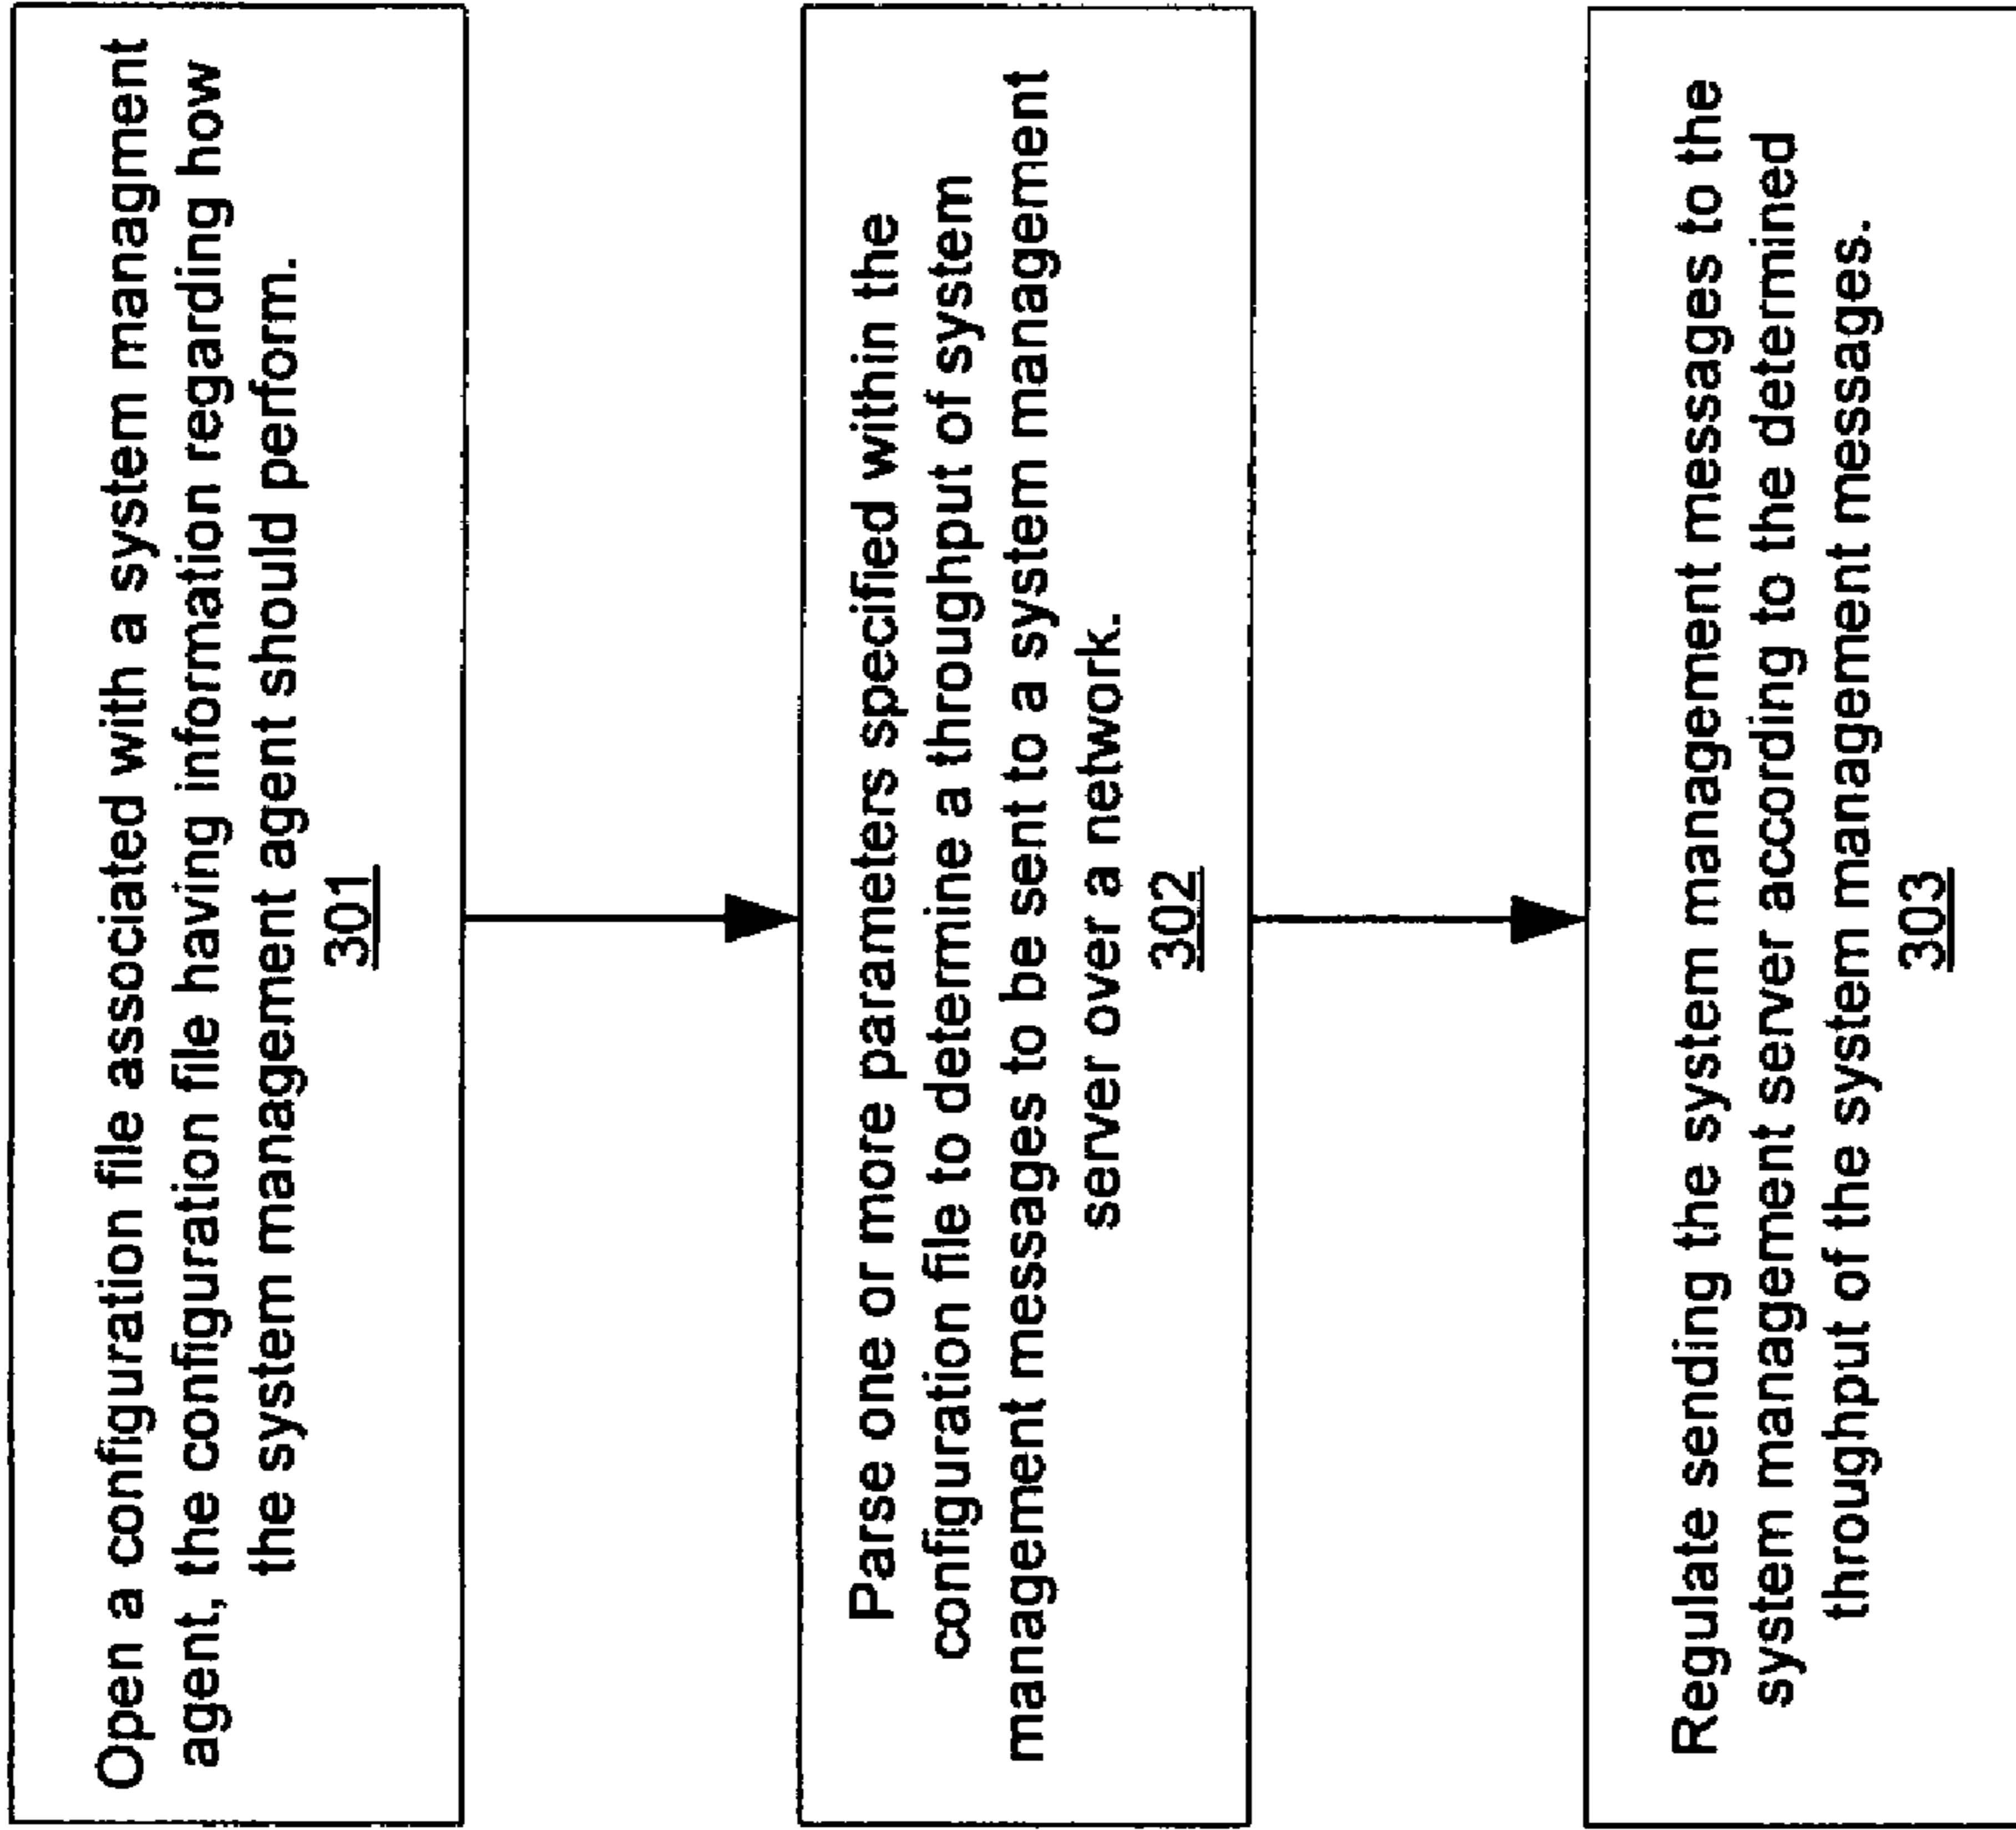 Open a configuration file associated with a system managment
agent, the configuration file having information regarding how
the system management agent should perform.
301
Parse one or more parameters specified within the
configuration file to determine a throughput of system
management messages to be sent to a system management
server over a network.
302
Regulate sending the system management messages to the
system management server according to the determined
throughput of the system management messages.
303